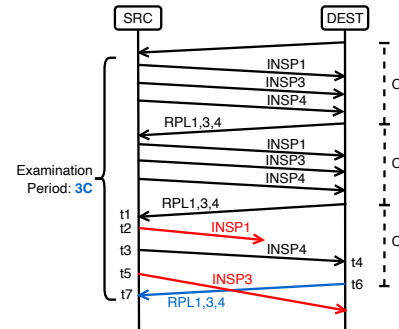 SRC DEST
INSP1
INSP3
INSP4
C
RPL1,3,4
INSP1
INSP3
INSP4
C
Examination
Period: 3C
RPL1,3,4
t1
t2 INSP1
C
t3 INSP4 t4
t5 INSP3
t6
t7 RPL1,3,4